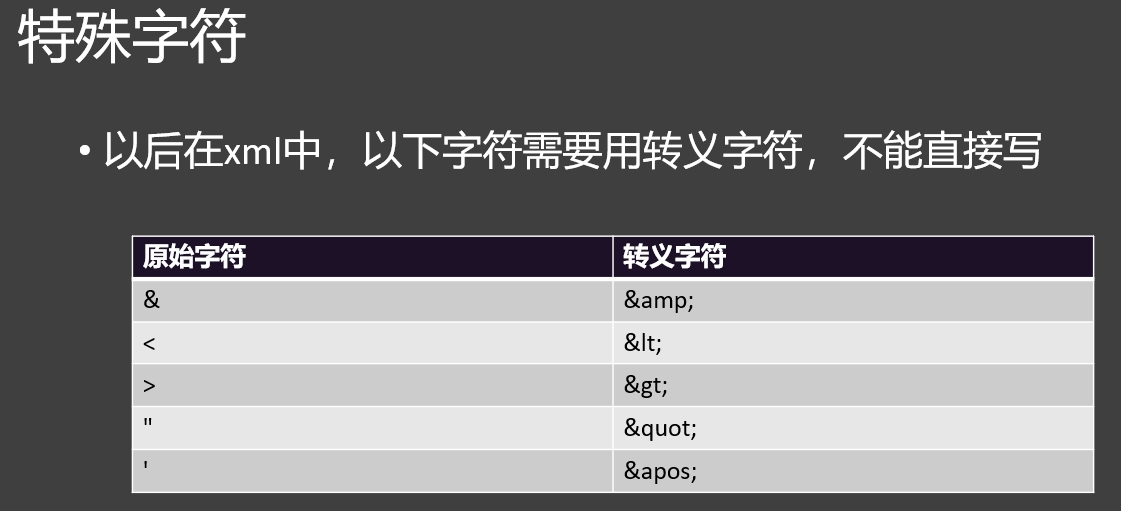 特殊字符
• 以后在xml中，以下字符需要用转义字符，不能直接写
原始字符 转义字符
& &amp;
< &lt;
> &gt;
" &quot;
' &apos;